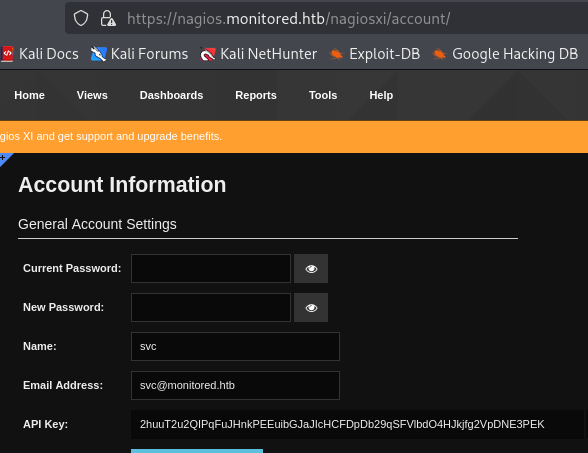 https://nagios.monitored.htb/nagiosxi/account/
Kali Docs Kali Forums Kali NetHunter Exploit-DB Google Hacking DB
Home Views Dashboards Reports Tools Help
gios XI and get support and upgrade benefits.
Account Information
General Account Settings
Current Password:
New Password:
Name: svc
Email Address: svc@monitored.htb
API Key: 2huuT2u2QIPqFuJHnkPEEuibGJaJIcHCFDpDb29qSFVlbdO4HJkjfg2VpDNE3PEK